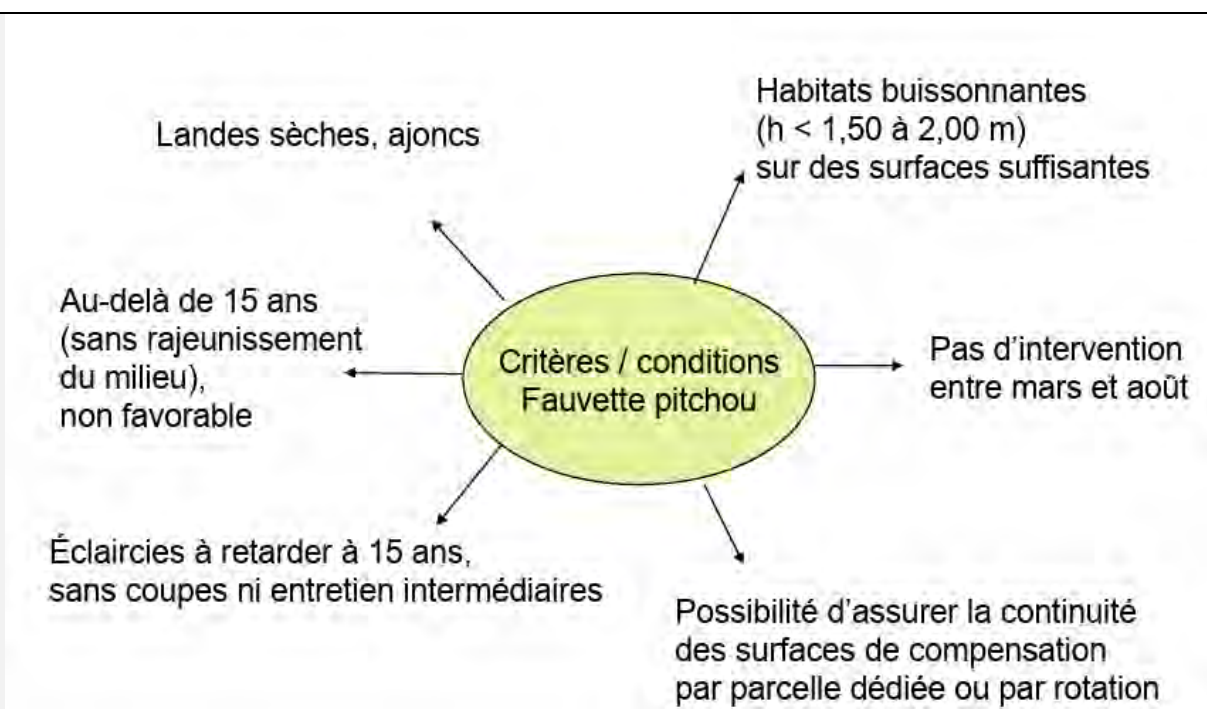 Landes sèches, ajoncs
Habitats buissonnantes
(h < 1,50 à 2,00 m)
sur des surfaces suffisantes
Au-delà de 15 ans
(sans rajeunissement
du milieu),
non favorable
Critères / conditions
Fauvette pitchou
Pas d'intervention
entre mars et août
Éclaircies à retarder à 15 ans,
sans coupes ni entretien intermédiaires
Possibilité d'assurer la continuité
des surfaces de compensation
par parcelle dédiée ou par rotation